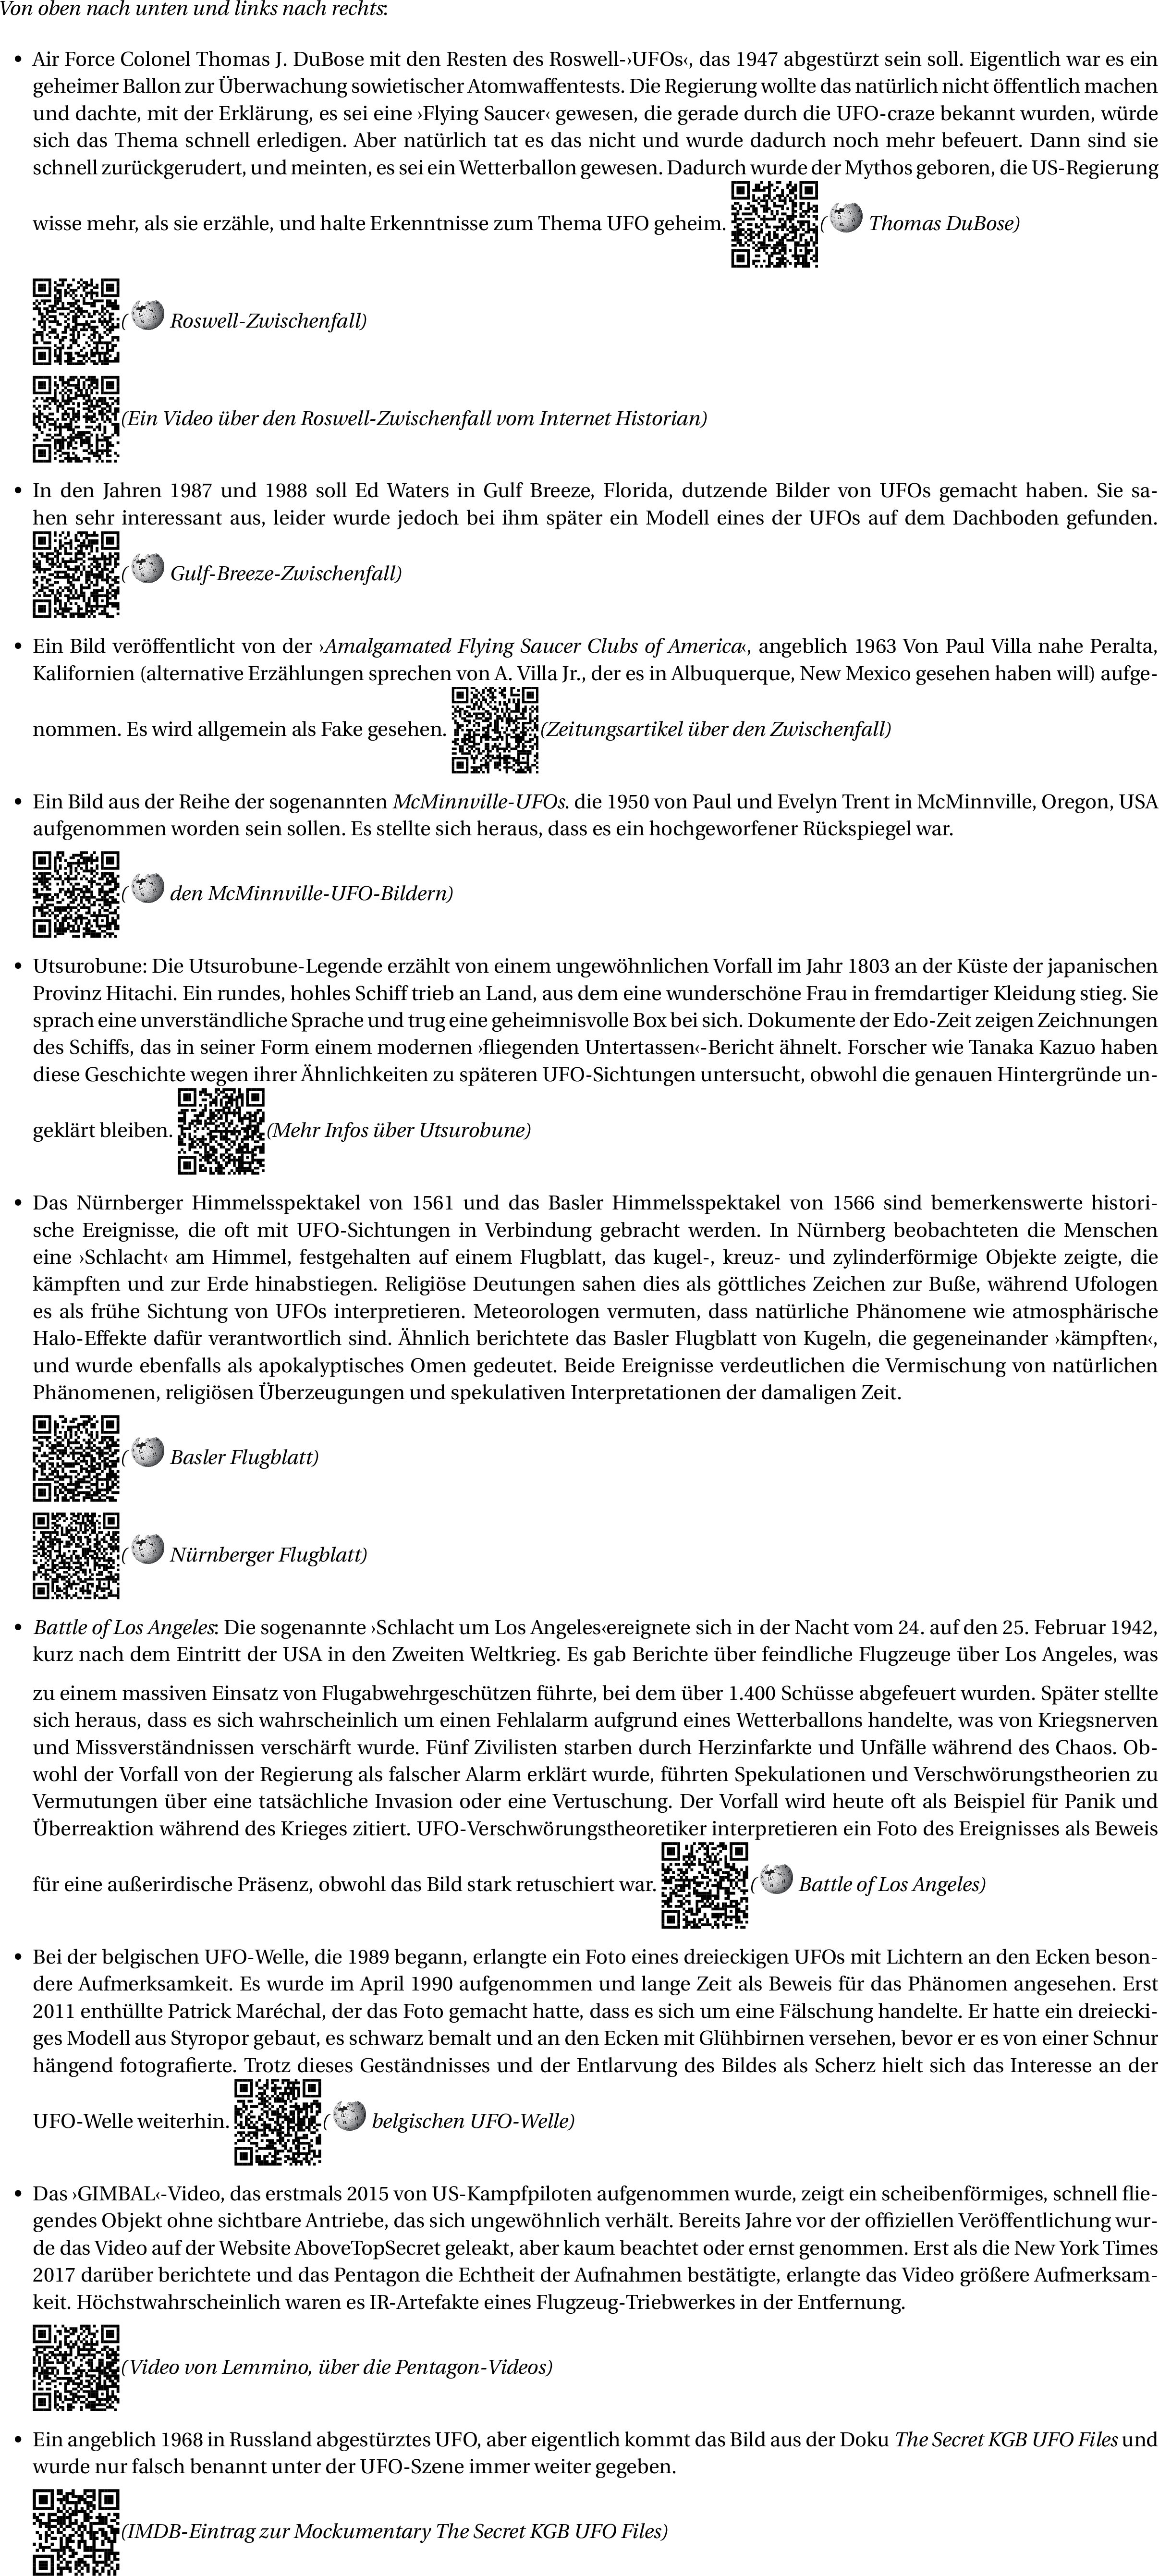 Von oben nach unten und links nach rechts:
• Air Force Colonel Thomas J. DuBose mit den Resten des Roswell-›UFOs‹, das 1947 abgestürzt sein soll. Eigentlich war es ein
geheimer Ballon zur Überwachung sowietischer Atomwaffentests. Die Regierung wollte das natürlich nicht öffentlich machen
und dachte, mit der Erklärung, es sei eine ›Flying Saucer‹ gewesen, die gerade durch die UFO-craze bekannt wurden, würde
sich das Thema schnell erledigen. Aber natürlich tat es das nicht und wurde dadurch noch mehr befeuert. Dann sind sie
schnell zurückgerudert, und meinten, es sei ein Wetterballon gewesen. Dadurch wurde der Mythos geboren, die US-Regierung
wisse mehr, als sie erzähle, und halte Erkenntnisse zum Thema UFO geheim. ( Thomas DuBose)
( Roswell-Zwischenfall)
(Ein Video über den Roswell-Zwischenfall vom Internet Historian)
• In den Jahren 1987 und 1988 soll Ed Waters in Gulf Breeze, Florida, dutzende Bilder von UFOs gemacht haben. Sie sa-
hen sehr interessant aus, leider wurde jedoch bei ihm später ein Modell eines der UFOs auf dem Dachboden gefunden.
( Gulf-Breeze-Zwischenfall)
• Ein Bild veröffentlicht von der ›Amalgamated Flying Saucer Clubs of America‹, angeblich 1963 Von Paul Villa nahe Peralta,
Kalifornien (alternative Erzählungen sprechen von A. Villa Jr., der es in Albuquerque, New Mexico gesehen haben will) aufge-
nommen. Es wird allgemein als Fake gesehen. (Zeitungsartikel über den Zwischenfall)
• Ein Bild aus der Reihe der sogenannten McMinnville-UFOs. die 1950 von Paul und Evelyn Trent in McMinnville, Oregon, USA
aufgenommen worden sein sollen. Es stellte sich heraus, dass es ein hochgeworfener Rückspiegel war.
( den McMinnville-UFO-Bildern)
• Utsurobune: Die Utsurobune-Legende erzählt von einem ungewöhnlichen Vorfall im Jahr 1803 an der Küste der japanischen
Provinz Hitachi. Ein rundes, hohles Schiff trieb an Land, aus dem eine wunderschöne Frau in fremdartiger Kleidung stieg. Sie
sprach eine unverständliche Sprache und trug eine geheimnisvolle Box bei sich. Dokumente der Edo-Zeit zeigen Zeichnungen
des Schiffs, das in seiner Form einem modernen ›fliegenden Untertassen‹-Bericht ähnelt. Forscher wie Tanaka Kazuo haben
diese Geschichte wegen ihrer Ähnlichkeiten zu späteren UFO-Sichtungen untersucht, obwohl die genauen Hintergründe un-
geklärt bleiben. (Mehr Infos über Utsurobune)
• Das Nürnberger Himmelsspektakel von 1561 und das Basler Himmelsspektakel von 1566 sind bemerkenswerte histori-
sche Ereignisse, die oft mit UFO-Sichtungen in Verbindung gebracht werden. In Nürnberg beobachteten die Menschen
eine ›Schlacht‹ am Himmel, festgehalten auf einem Flugblatt, das kugel-, kreuz- und zylinderförmige Objekte zeigte, die
kämpften und zur Erde hinabstiegen. Religiöse Deutungen sahen dies als göttliches Zeichen zur Buße, während Ufologen
es als frühe Sichtung von UFOs interpretieren. Meteorologen vermuten, dass natürliche Phänomene wie atmosphärische
Halo-Effekte dafür verantwortlich sind. Ähnlich berichtete das Basler Flugblatt von Kugeln, die gegeneinander ›kämpften‹,
und wurde ebenfalls als apokalyptisches Omen gedeutet. Beide Ereignisse verdeutlichen die Vermischung von natürlichen
Phänomenen, religiösen Überzeugungen und spekulativen Interpretationen der damaligen Zeit.
( Basler Flugblatt)
( Nürnberger Flugblatt)
• Battle of Los Angeles: Die sogenannte ›Schlacht um Los Angeles‹ereignete sich in der Nacht vom 24. auf den 25. Februar 1942,
kurz nach dem Eintritt der USA in den Zweiten Weltkrieg. Es gab Berichte über feindliche Flugzeuge über Los Angeles, was
zu einem massiven Einsatz von Flugabwehrgeschützen führte, bei dem über 1.400 Schüsse abgefeuert wurden. Später stellte
sich heraus, dass es sich wahrscheinlich um einen Fehlalarm aufgrund eines Wetterballons handelte, was von Kriegsnerven
und Missverständnissen verschärft wurde. Fünf Zivilisten starben durch Herzinfarkte und Unfälle während des Chaos. Ob-
wohl der Vorfall von der Regierung als falscher Alarm erklärt wurde, führten Spekulationen und Verschwörungstheorien zu
Vermutungen über eine tatsächliche Invasion oder eine Vertuschung. Der Vorfall wird heute oft als Beispiel für Panik und
Überreaktion während des Krieges zitiert. UFO-Verschwörungstheoretiker interpretieren ein Foto des Ereignisses als Beweis
für eine außerirdische Präsenz, obwohl das Bild stark retuschiert war. ( Battle of Los Angeles)
• Bei der belgischen UFO-Welle, die 1989 begann, erlangte ein Foto eines dreieckigen UFOs mit Lichtern an den Ecken beson-
dere Aufmerksamkeit. Es wurde im April 1990 aufgenommen und lange Zeit als Beweis für das Phänomen angesehen. Erst
2011 enthüllte Patrick Maréchal, der das Foto gemacht hatte, dass es sich um eine Fälschung handelte. Er hatte ein dreiecki-
ges Modell aus Styropor gebaut, es schwarz bemalt und an den Ecken mit Glühbirnen versehen, bevor er es von einer Schnur
hängend fotografierte. Trotz dieses Geständnisses und der Entlarvung des Bildes als Scherz hielt sich das Interesse an der
UFO-Welle weiterhin. ( belgischen UFO-Welle)
• Das ›GIMBAL‹-Video, das erstmals 2015 von US-Kampfpiloten aufgenommen wurde, zeigt ein scheibenförmiges, schnell flie-
gendes Objekt ohne sichtbare Antriebe, das sich ungewöhnlich verhält. Bereits Jahre vor der offiziellen Veröffentlichung wur-
de das Video auf der Website AboveTopSecret geleakt, aber kaum beachtet oder ernst genommen. Erst als die New York Times
2017 darüber berichtete und das Pentagon die Echtheit der Aufnahmen bestätigte, erlangte das Video größere Aufmerksam-
keit. Höchstwahrscheinlich waren es IR-Artefakte eines Flugzeug-Triebwerkes in der Entfernung.
(Video von Lemmino, über die Pentagon-Videos)
• Ein angeblich 1968 in Russland abgestürztes UFO, aber eigentlich kommt das Bild aus der Doku The Secret KGB UFO Files und
wurde nur falsch benannt unter der UFO-Szene immer weiter gegeben.
(IMDB-Eintrag zur Mockumentary The Secret KGB UFO Files)